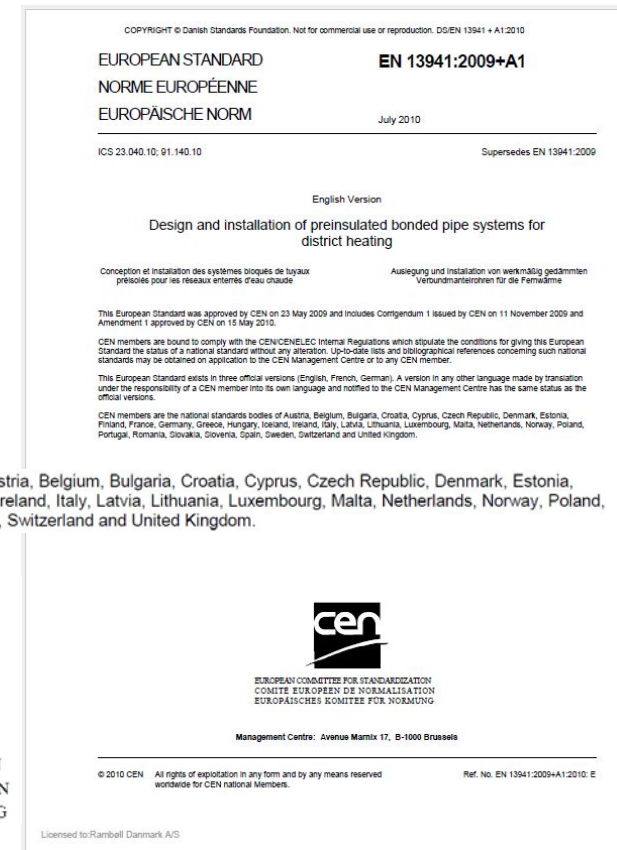 COPYRIGHT © Danish Standards Foundation. Not for commercial use or reproduction. DS/EN 13941 + A1:2010
EUROPEAN STANDARD
NORME EUROPÉENNE
EUROPÄISCHE NORM
EN 13941:2009+A1
July 2010
ICS 23.040.10; 91.140.10
Supersedes EN 13941:2009
English Version
Design and installation of preinsulated bonded pipe systems for
district heating
Conception et installation des systèmes bloqués de tuyaux
préisolés pour les réseaux enterrés d'eau chaude
Auslegung und Installation von werkmäßig gedämmten
Verbundmantelrohren für die Fernwärme
This European Standard was approved by CEN on 23 May 2009 and includes Corrigendum 1 issued by CEN on 11 November 2009 and
Amendment 1 approved by CEN on 15 May 2010.
CEN members are bound to comply with the CEN/CENELEC Internal Regulations which stipulate the conditions for giving this European
Standard the status of a national standard without any alteration. Up-to-date lists and bibliographical references concerning such national
standards may be obtained on application to the CEN Management Centre or to any CEN member.
This European Standard exists in three official versions (English, French, German). A version in any other language made by translation
under the responsibility of a CEN member into its own language and notified to the CEN Management Centre has the same status as the
official versions.
CEN members are the national standards bodies of Austria, Belgium, Bulgaria, Croatia, Cyprus, Czech Republic, Denmark, Estonia,
Finland, France, Germany, Greece, Hungary, Iceland, Ireland, Italy, Latvia, Lithuania, Luxembourg, Malta, Netherlands, Norway, Poland,
Portugal, Romania, Slovakia, Slovenia, Spain, Sweden, Switzerland and United Kingdom.
stria, Belgium, Bulgaria, Croatia, Cyprus, Czech Republic, Denmark, Estonia,
reland, Italy, Latvia, Lithuania, Luxembourg, Malta, Netherlands, Norway, Poland,
, Switzerland and United Kingdom.
cen
EUROPEAN COMMITTEE FOR STANDARDIZATION
COMITÉ EUROPÉEN DE NORMALISATION
EUROPÄISCHES KOMITEE FÜR NORMUNG
Management Centre: Avenue Marnix 17, B-1000 Brussels
N
G
© 2010 CEN All rights of exploitation in any form and by any means reserved
worldwide for CEN national Members.
Ref. No. EN 13941:2009+A1:2010: E
Licensed to:Rambøll Danmark A/S